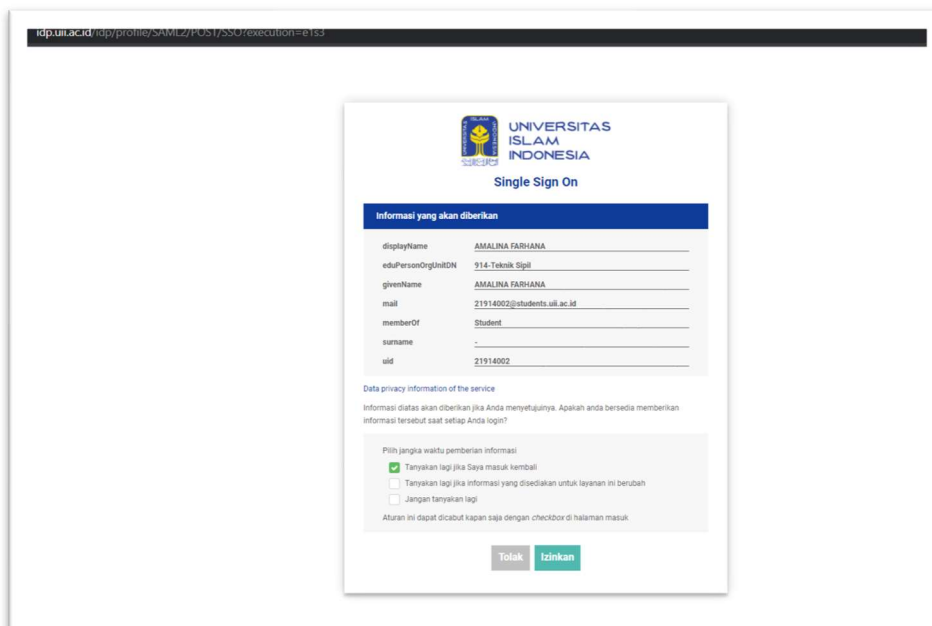 idp.uii.ac.id/idp/profile/SAML2/POST/SSO?execution=e1s3
ISLAM
UNIVERSITAS
INDONESIA
UNIVERSITAS
ISLAM
INDONESIA
Single Sign On
Informasi yang akan diberikan
displayName AMALINA FARHANA
eduPersonOrgUnitDN 914-Teknik Sipil
givenName AMALINA FARHANA
mail 21914002@students.uii.ac.id
memberOf Student
surname -
uid 21914002
Data privacy information of the service
Informasi diatas akan diberikan jika Anda menyetujuinya. Apakah anda bersedia memberikan
informasi tersebut saat setiap Anda login?
Pilih jangka waktu pemberian informasi
Tanyakan lagi jika Saya masuk kembali
Tanyakan lagi jika informasi yang disediakan untuk layanan ini berubah
Jangan tanyakan lagi
Aturan ini dapat dicabut kapan saja dengan checkbox di halaman masuk
Tolak Izinkan